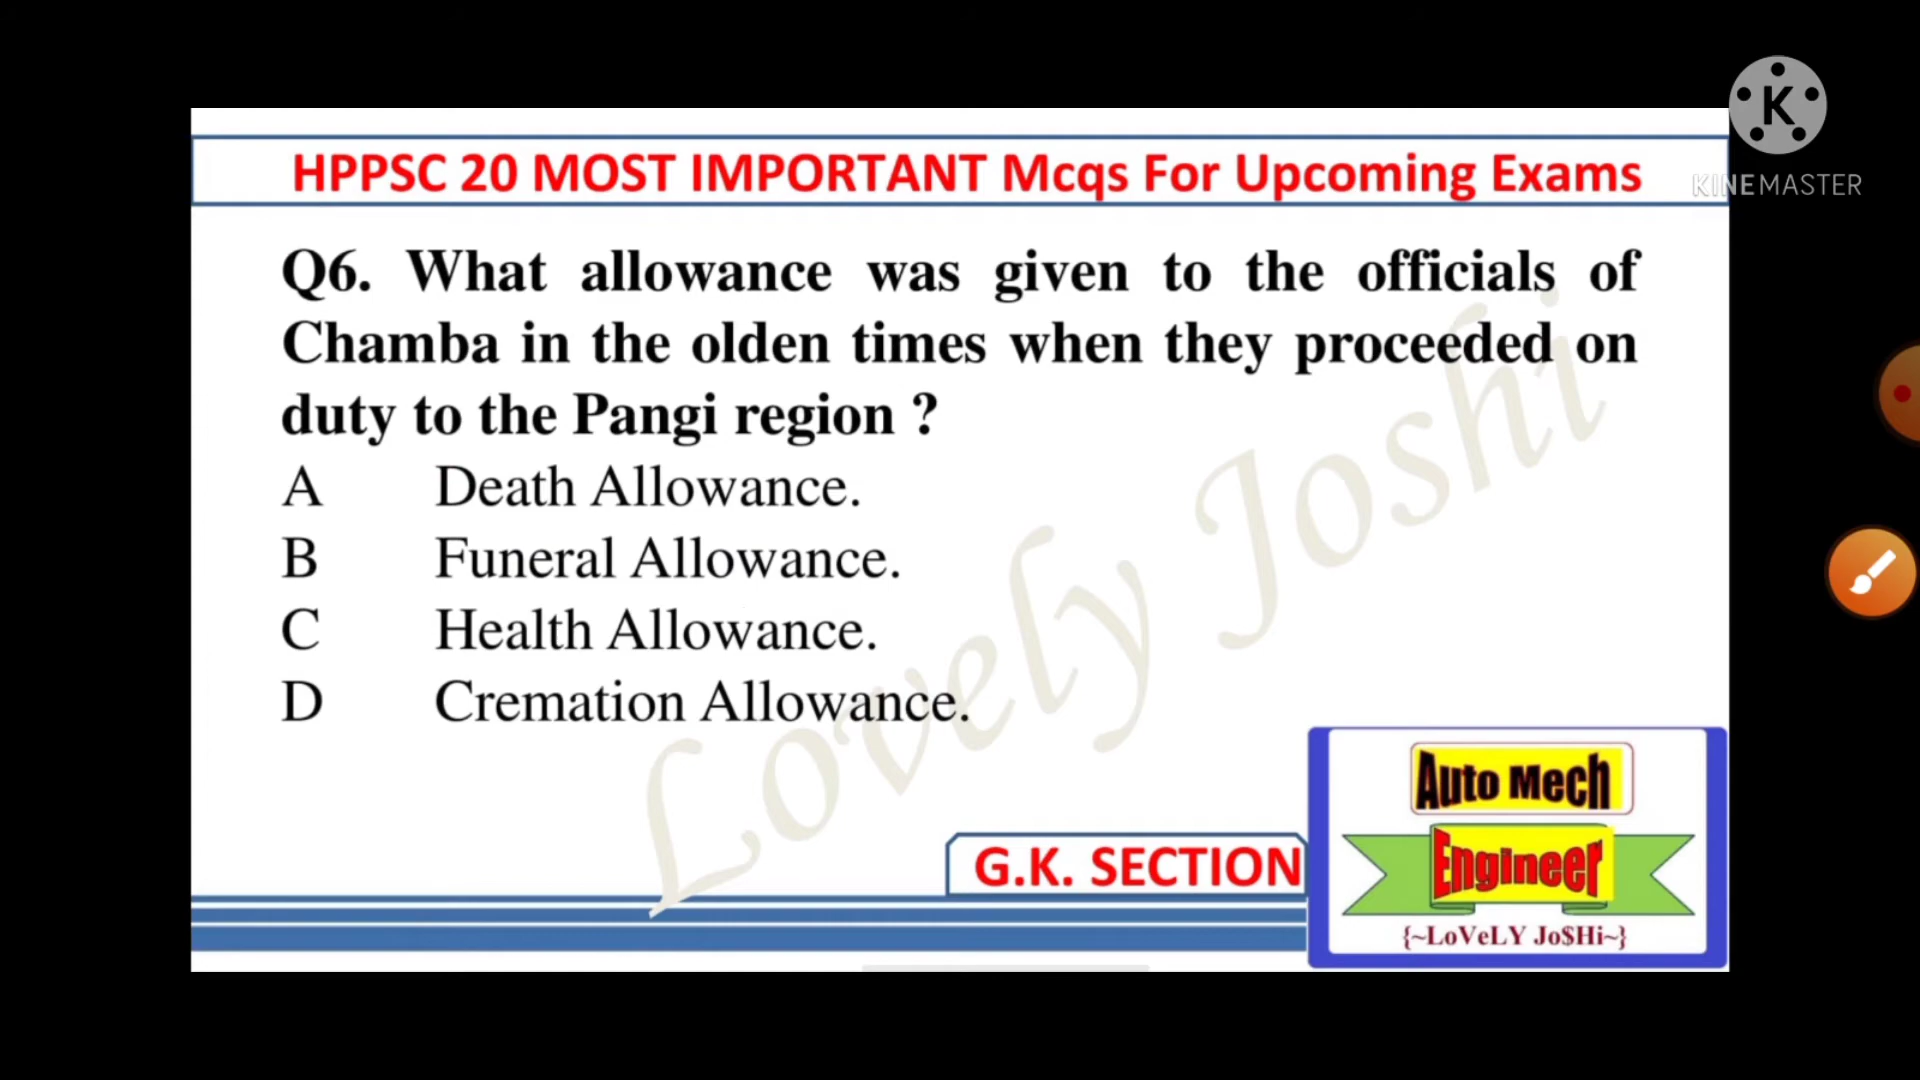 K
KINEMASTER
HPPSC 20 MOST IMPORTANT Mcqs For Upcoming Exams
Q6. What allowance was given to the officials of
Chamba in the olden times when they proceeded on
duty to the Pangi region ?
A Death Allowance.
B Funeral Allowance.
C Health Allowance.
D Cremation Allowance.
Lovely Joshi
G.K. SECTION
Auto Mech
Engineer
{~LoVeLY Jo$Hi~}